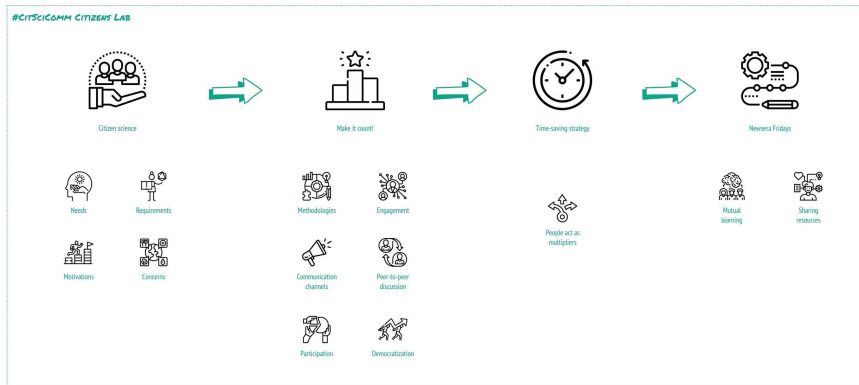 #CitSciComm Citizens Lab
Citizen science
Make it count!
Time-saving strategy
Newsera Fridays
Needs
Requirements
Methodologies
Engagement
People act as
multipliers
Mutual
learning
Sharing
resources
Motivations
Concerns
Communication
channels
Peer-to-peer
discussion
Participation
Democratization